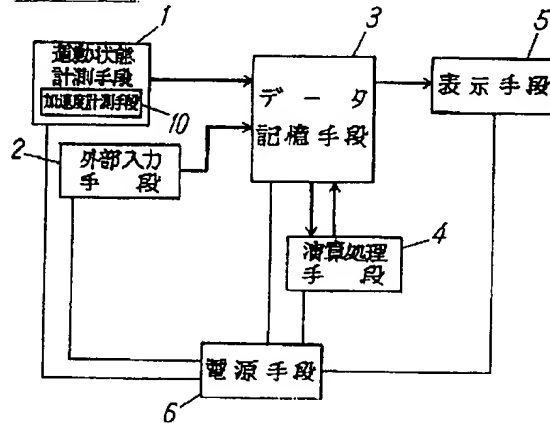 1
運動状態
計測手段
加速度計測手段
10
2
外部入力
手段
3
データ
記憶手段
5
表示手段
演算処理
手段
4
電源手段
6